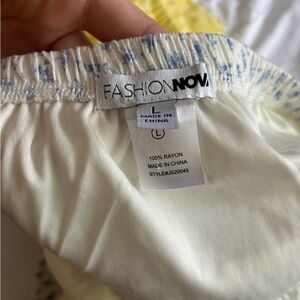 FASHIONNOVA
L
MADE IN
CHINA
L
100% RAYON
MADE IN CHINA
STYLE#JS20045